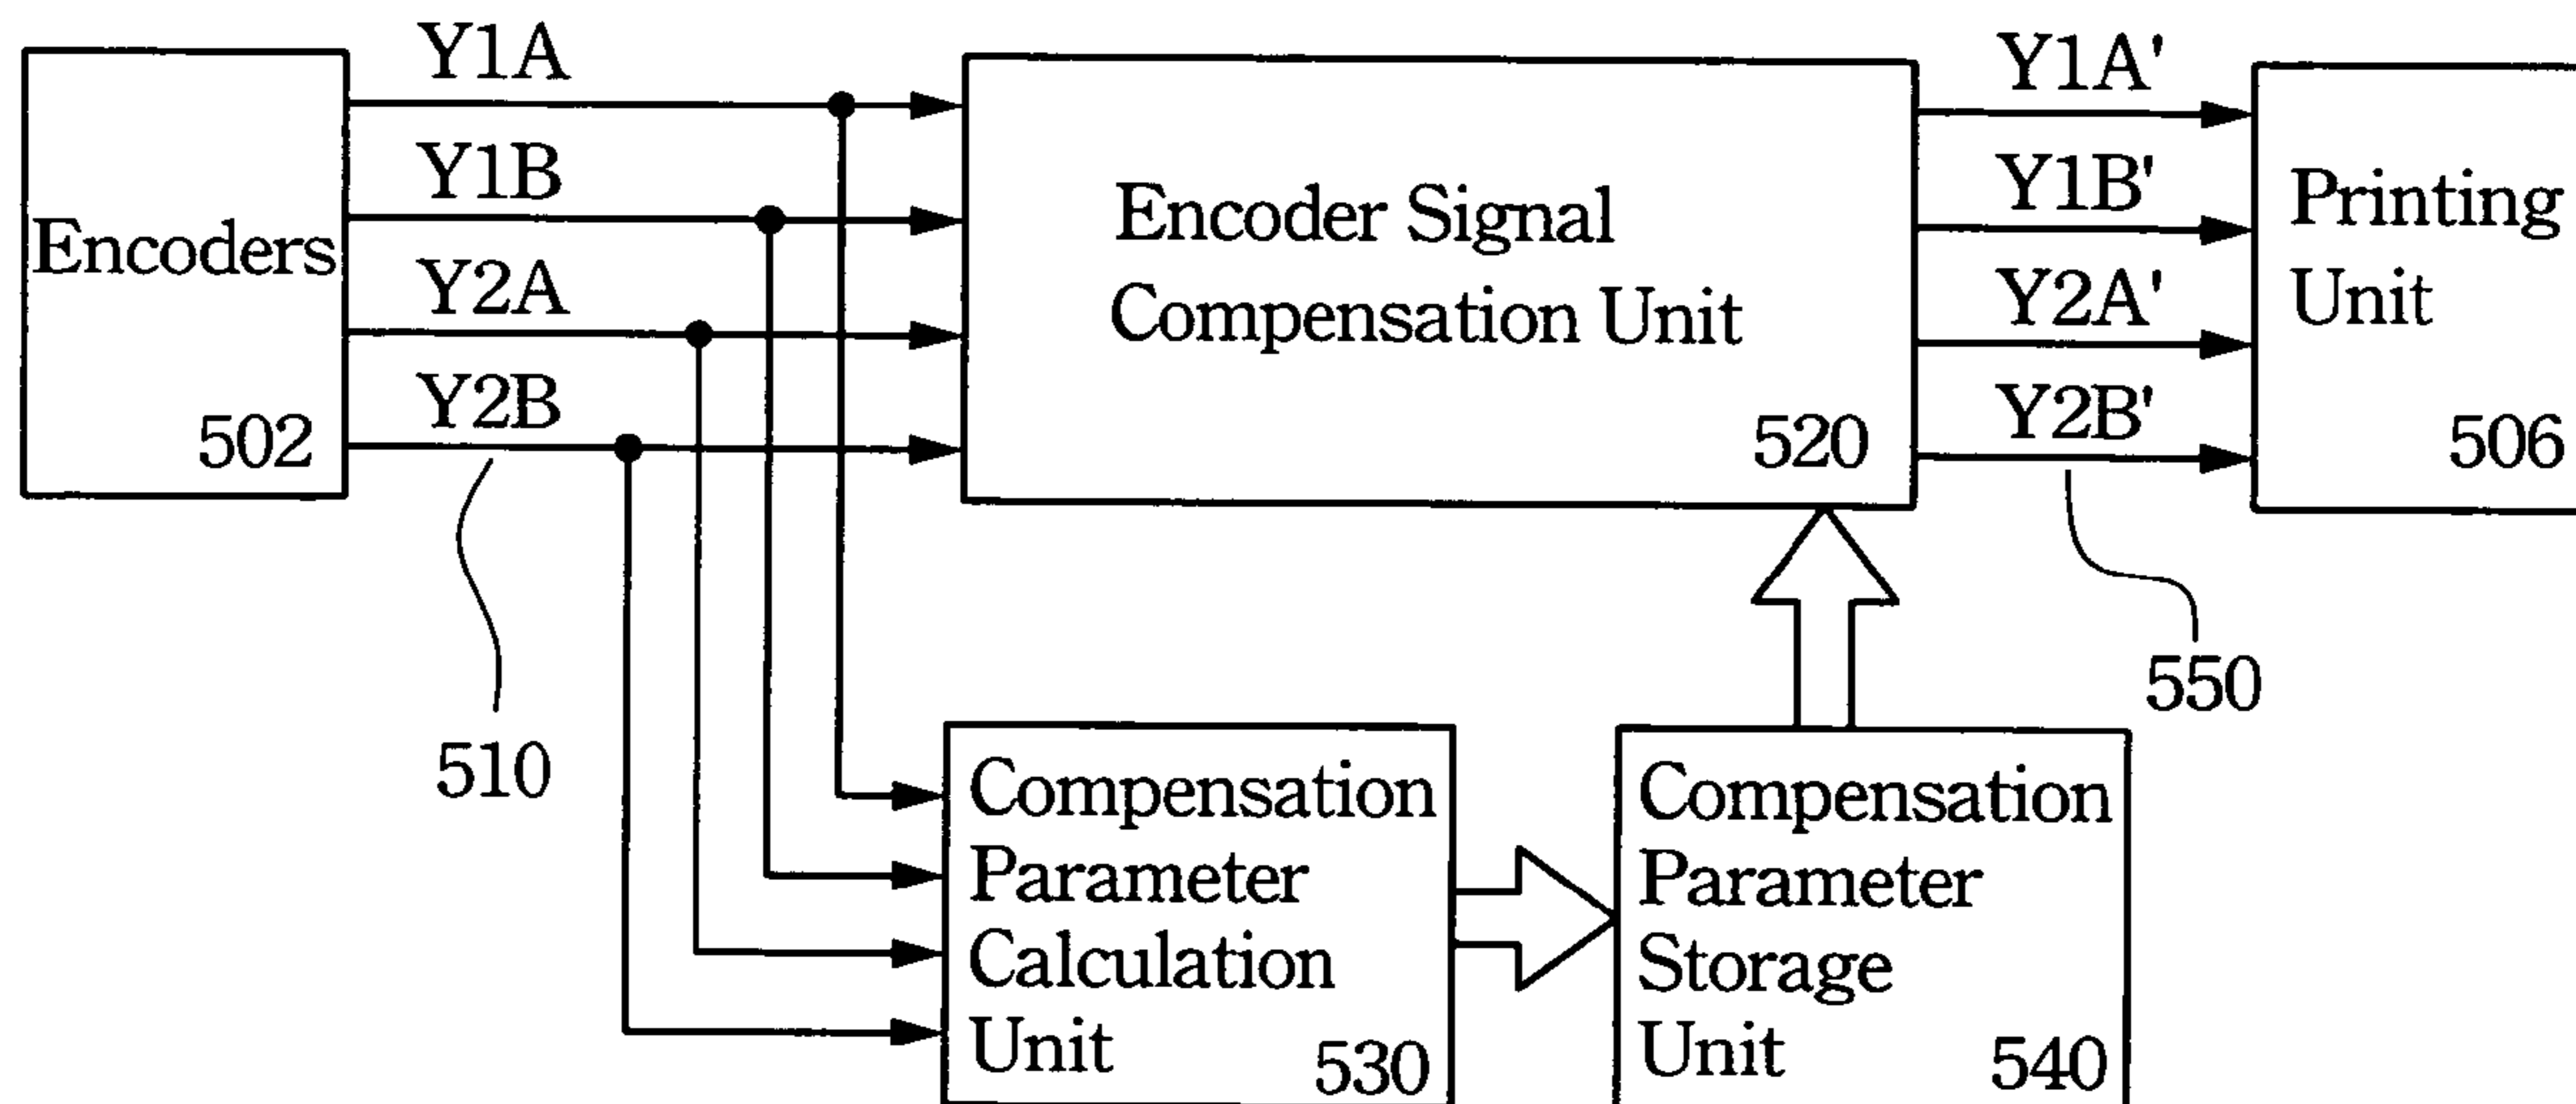 Encoders
502
Y1A
Y1B
Y2A
Y2B
510
Encoder Signal
Compensation Unit
520
Y1A'
Y1B'
Y2A'
Y2B'
550
Printing
Unit
506
Compensation
Parameter
Calculation
Unit
530
Compensation
Parameter
Storage
Unit
540